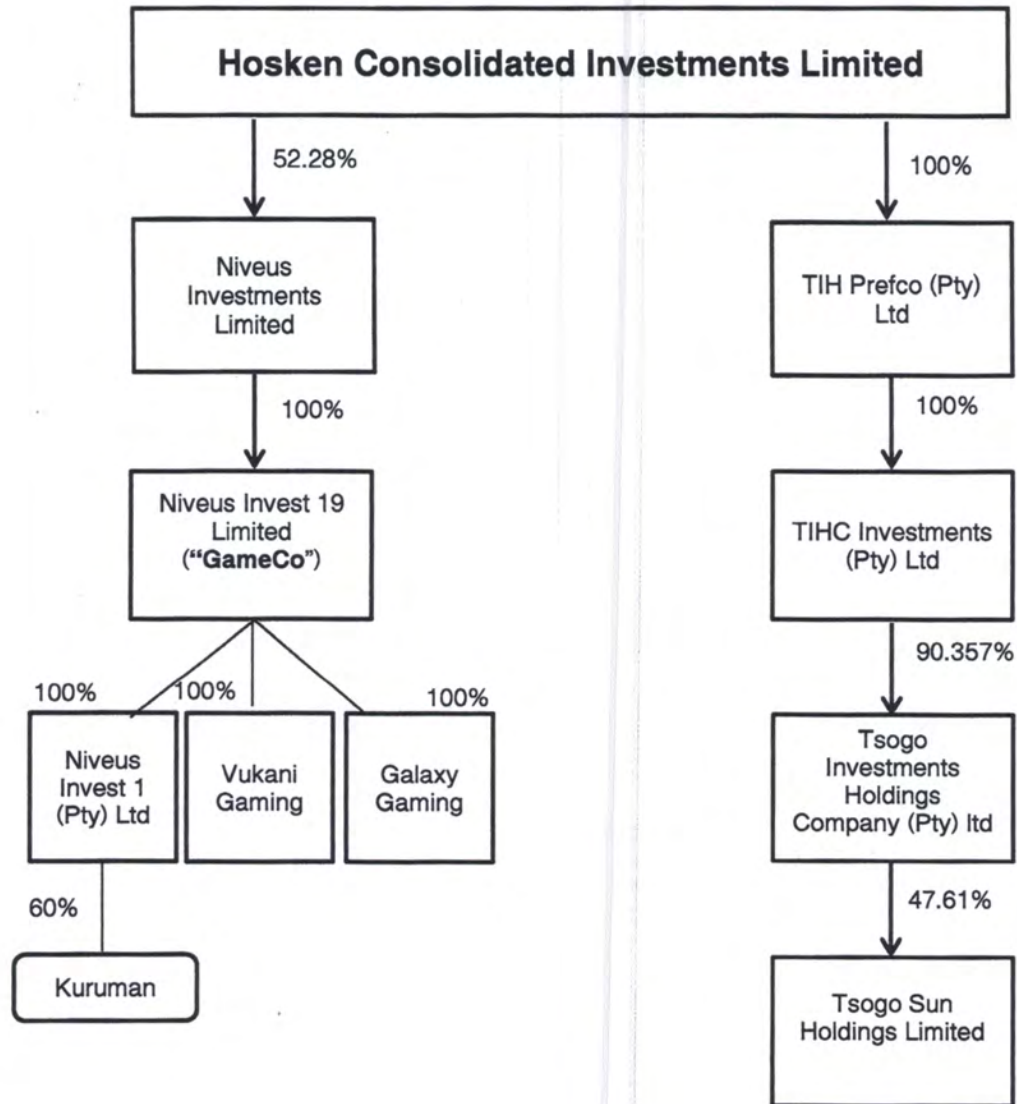 Hosken Consolidated Investments Limited
52.28%
100%
Niveus
Investments
Limited
TIH Prefco (Pty)
Ltd
100%
100%
Niveus Invest 19
Limited
("GameCo")
TIHC Investments
(Pty) Ltd
90.357%
100%
100%
100%
Niveus
Invest 1
(Pty) Ltd
Vukani
Gaming
Galaxy
Gaming
Tsogo
Investments
Holdings
Company (Pty) ltd
60%
47.61%
Kuruman
Tsogo Sun
Holdings Limited